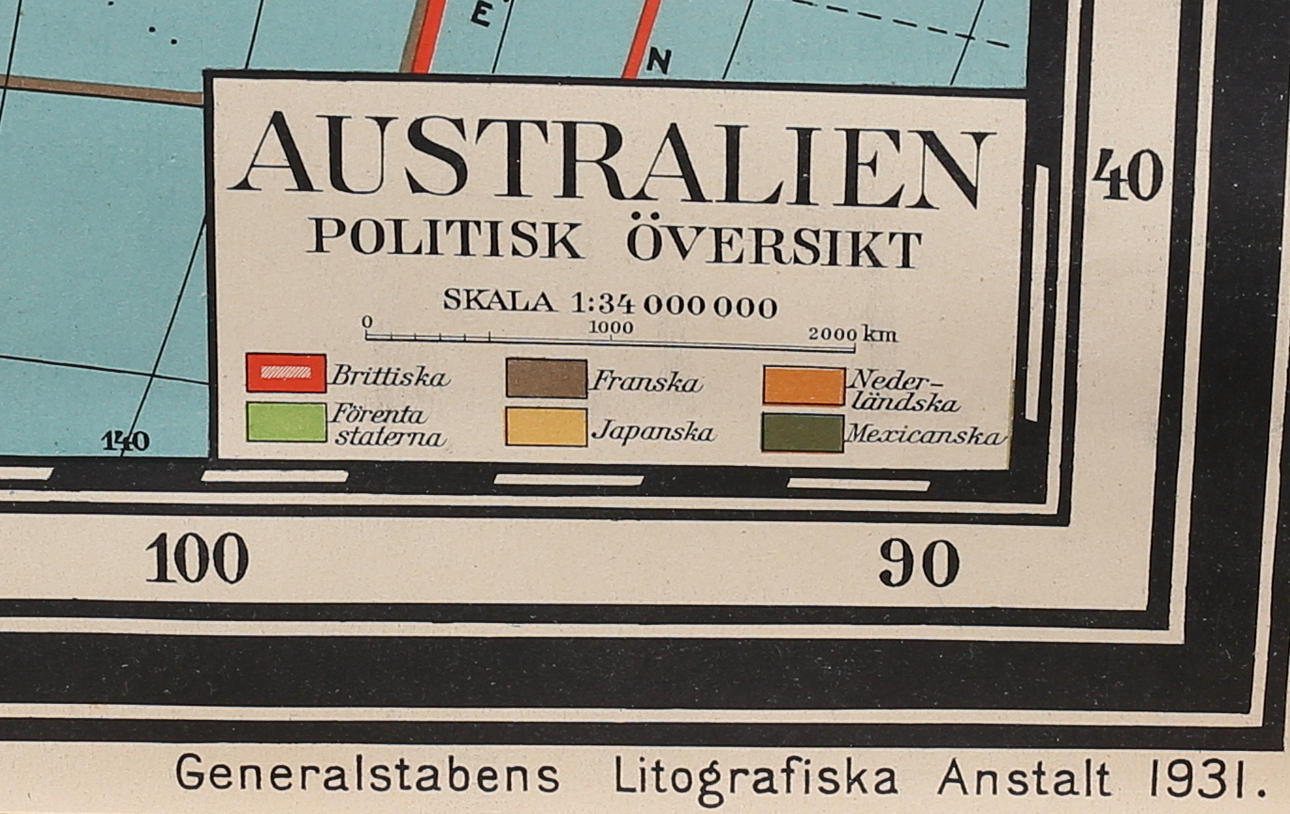 E
N
AUSTRALIEN
40
POLITISK ÖVERSIKT
SKALA 1:34 000 000
0 1000 2000 km
Brittiska
Franska
Neder-
ländska
Förenta
staterna
Japanska
Mexicanska
140
100 90
Generalstabens Litografiska Anstalt 1931.